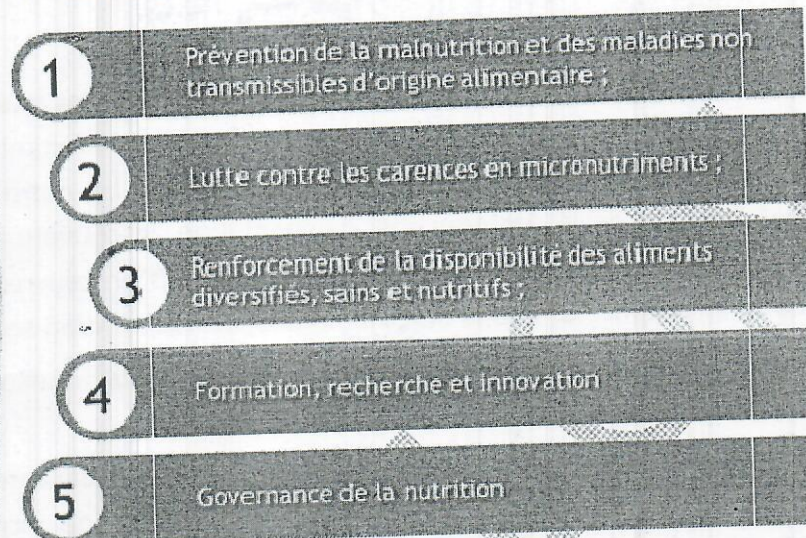 1
Prévention de la malnutrition et des maladies non
transmissibles d'origine alimentaire ;
2
Lutte contre les carences en micronutriments ;
3
Renforcement de la disponibilité des aliments
diversifiés, sains et nutritifs ;
4
Formation, recherche et innovation
5
Governance de la nutrition